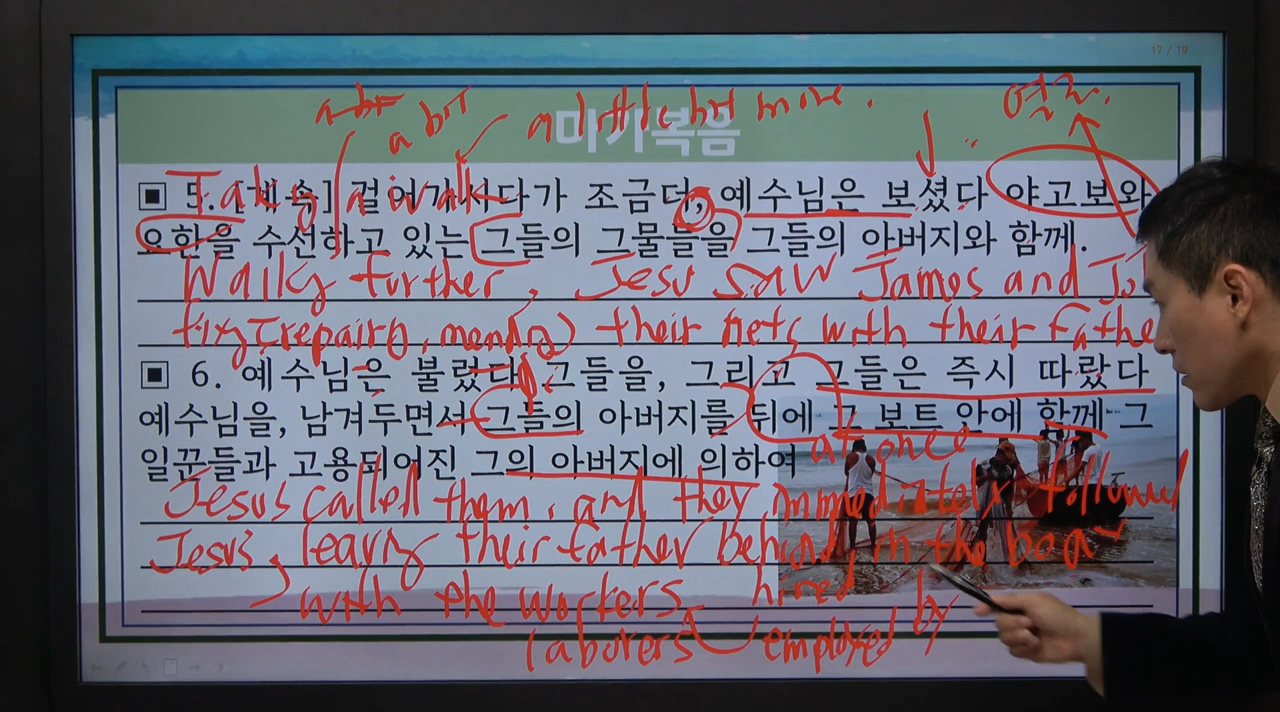 17 / 19
a bit
a bit
a little bit more.
마가복음
↓
■ 5. [계속] 걸어가시다가 조금더, 예수님은 보셨다 야고보와
Taking a walk
요한을 수선하고 있는 그들의 그물들을 그들의 아버지와 함께.
Walking further, Jesus saw James and Jo
fixing (repairing, mending) their nets with their Fathe
■ 6. 예수님은 불렀다 그들을, 그리고 그들은 즉시 따랐다
예수님을, 남겨두면서 그들의 아버지를 뒤에 그 보트 안에 함께 그
일꾼들과 고용되어진 그의 아버지에 의하여
at once
Jesus called them, and they immediately followed
Jesus, leaving their father behind in the boat
with the workers hired
laborers employed by